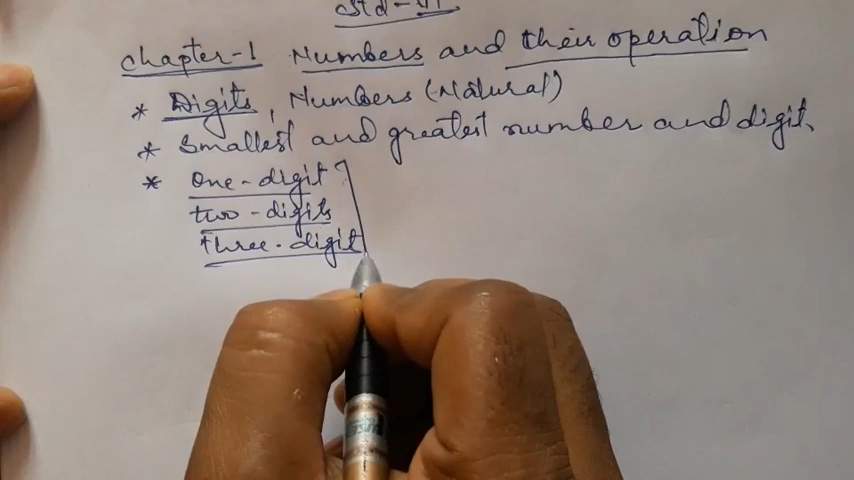 Std-VI
Chapter-1 Numbers and their operation
* Digits, Numbers (Natural)
* Smallest and greatest number and digit.
* One-digit
two-digits
three-digit